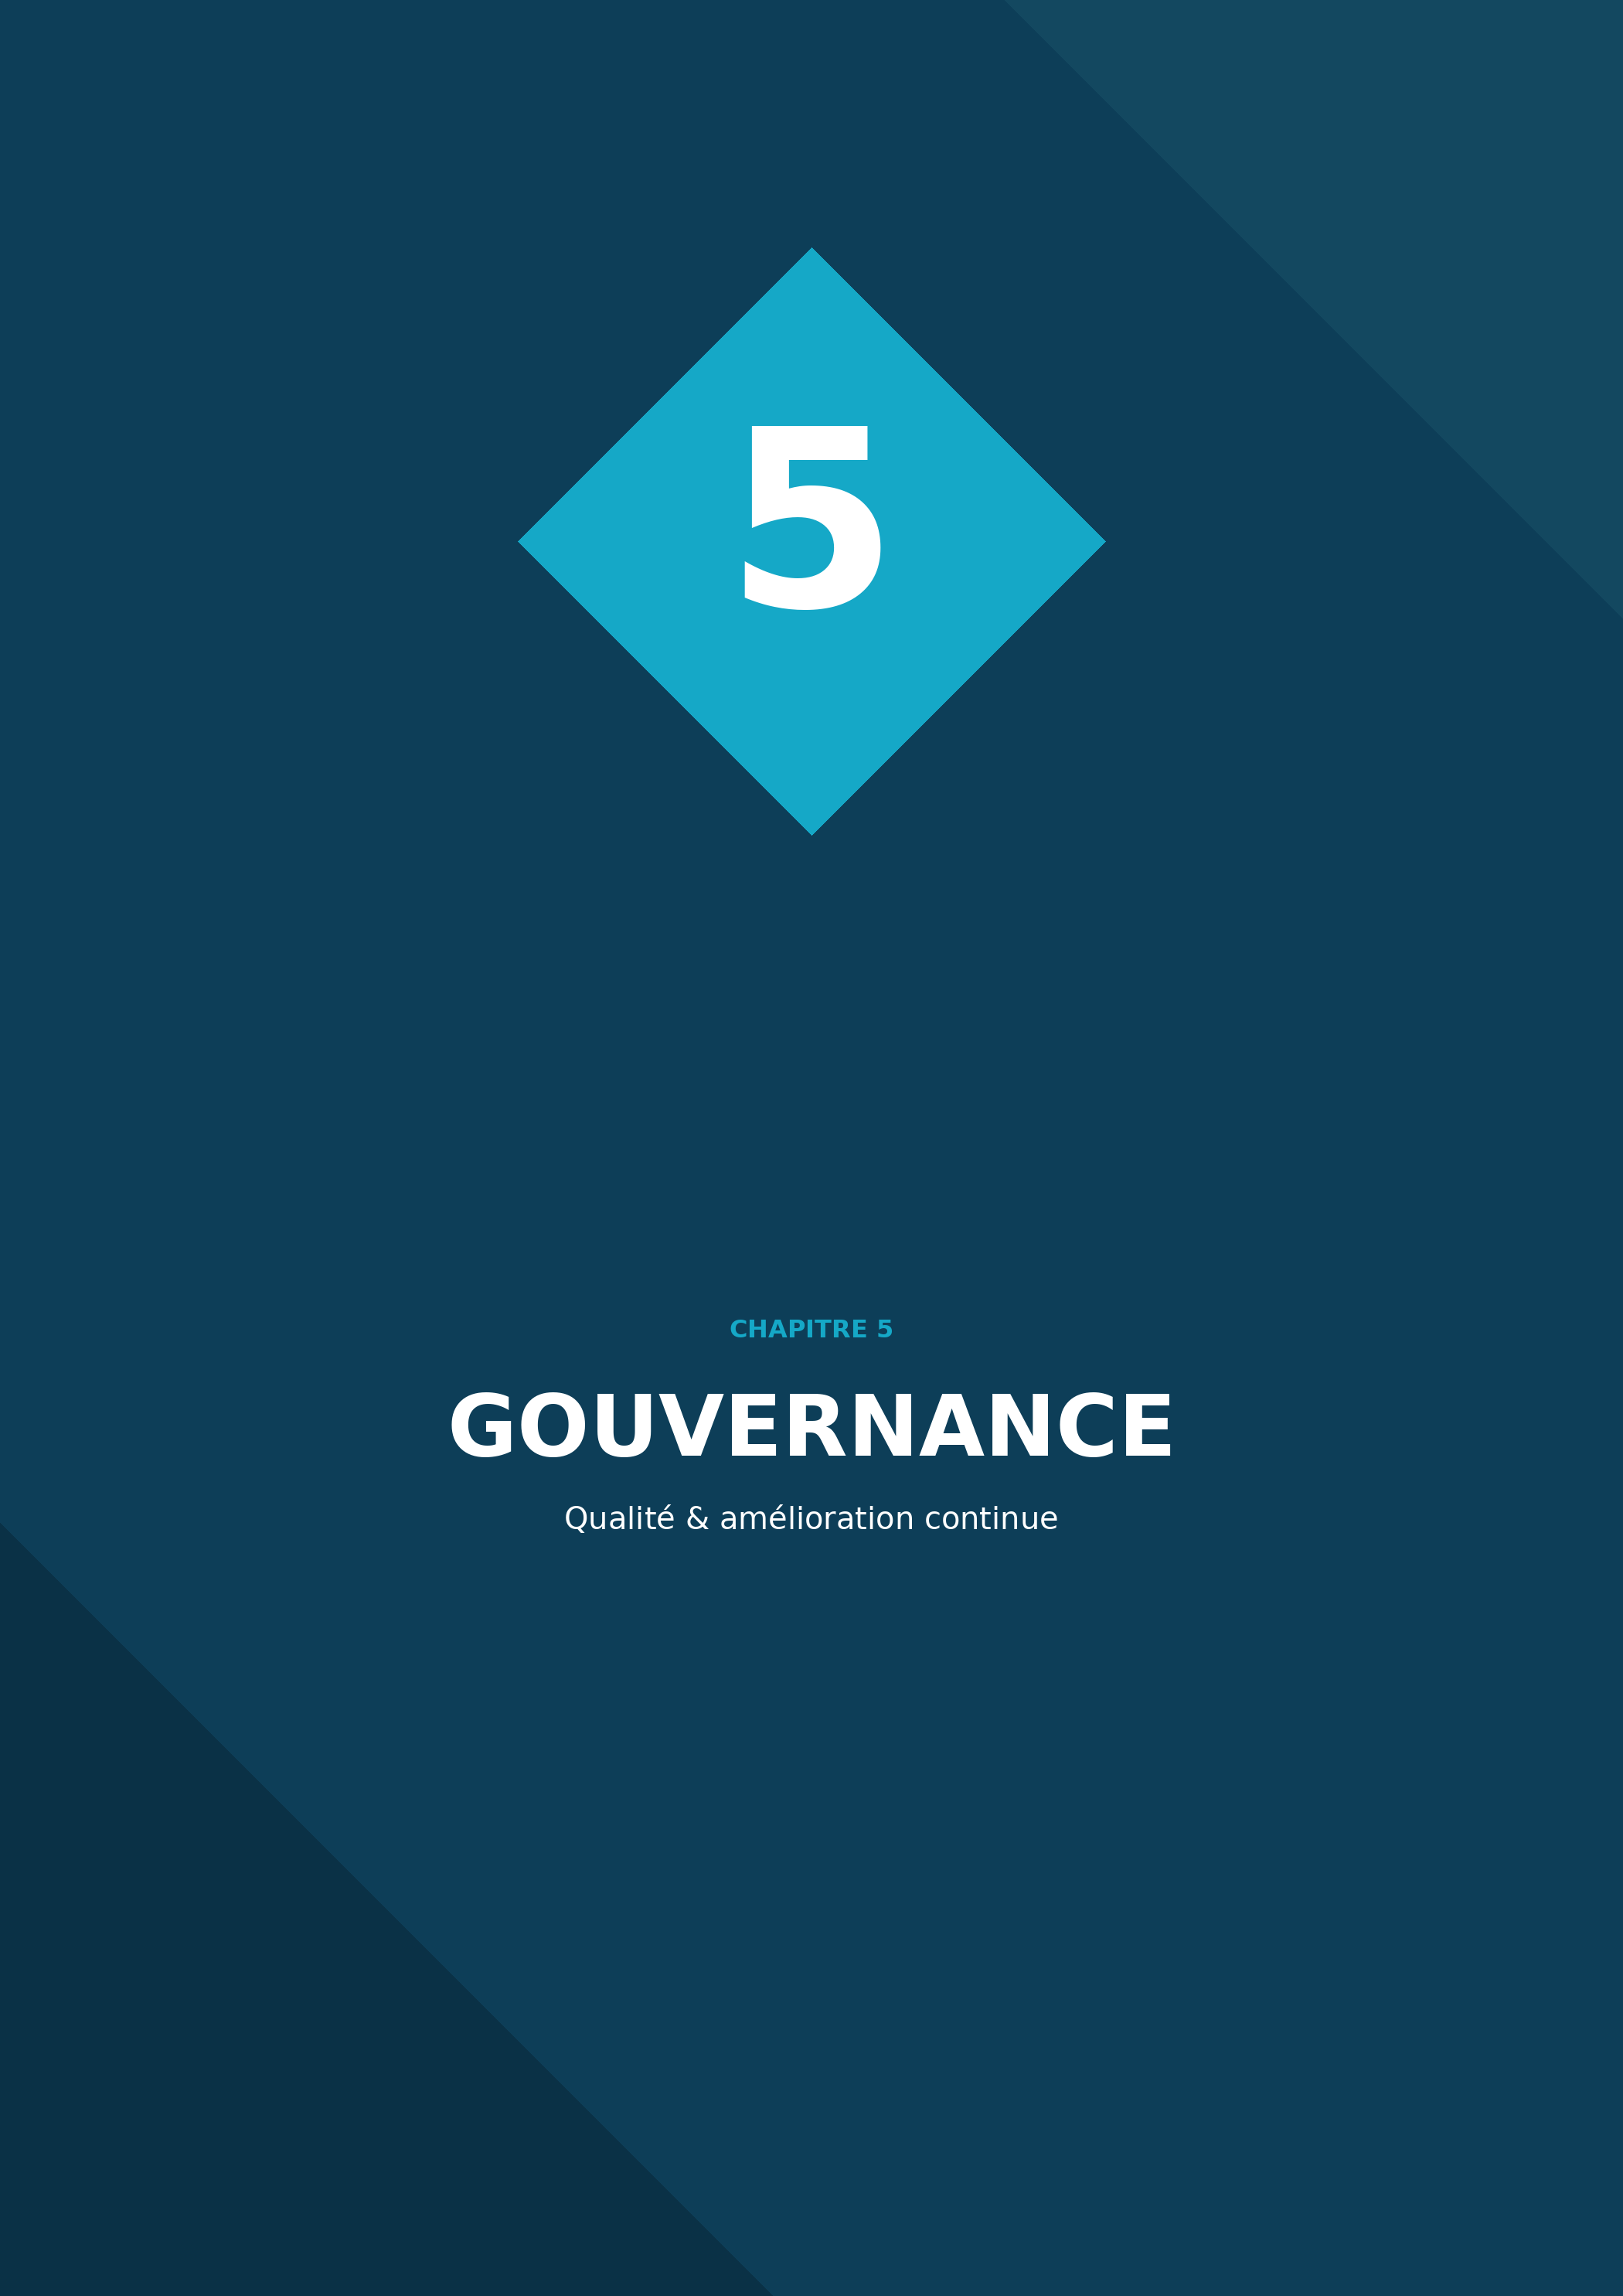 5
CHAPITRE 5
GOUVERNANCE
Qualité & amélioration continue